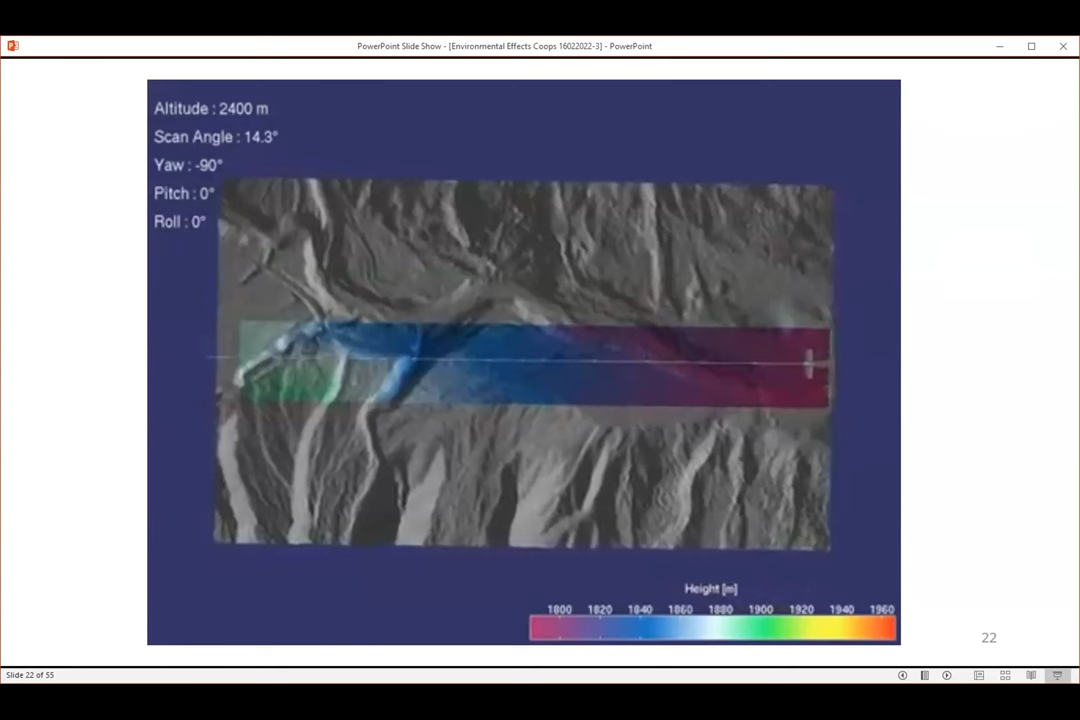 PowerPoint Slide Show - [Environmental Effects Coops 16022022-3] - PowerPoint
Altitude : 2400 m
Scan Angle : 14.3°
Yaw : -90°
Pitch : 0°
Roll : 0°
Height [m]
1800 1820 1840 1860 1880 1900 1920 1940 1960
22
Slide 22 of 55